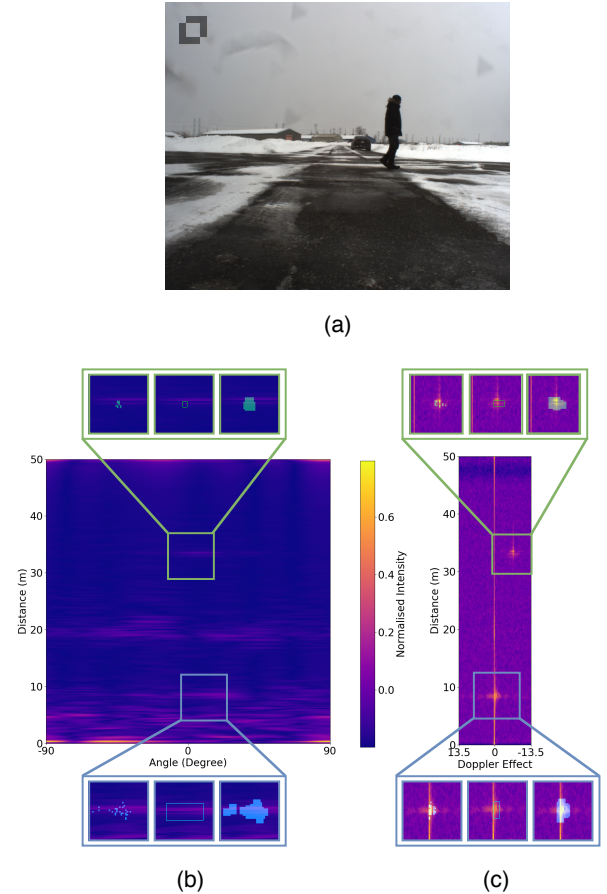 (a)
50
40
30
20
10
0
-90
0
90
Distance (m)
Angle (Degree)
0.6
0.4
0.2
0.0
Normalised Intensity
50
40
30
20
10
0
13.5
0
-13.5
Distance (m)
Doppler Effect
(b)
(c)